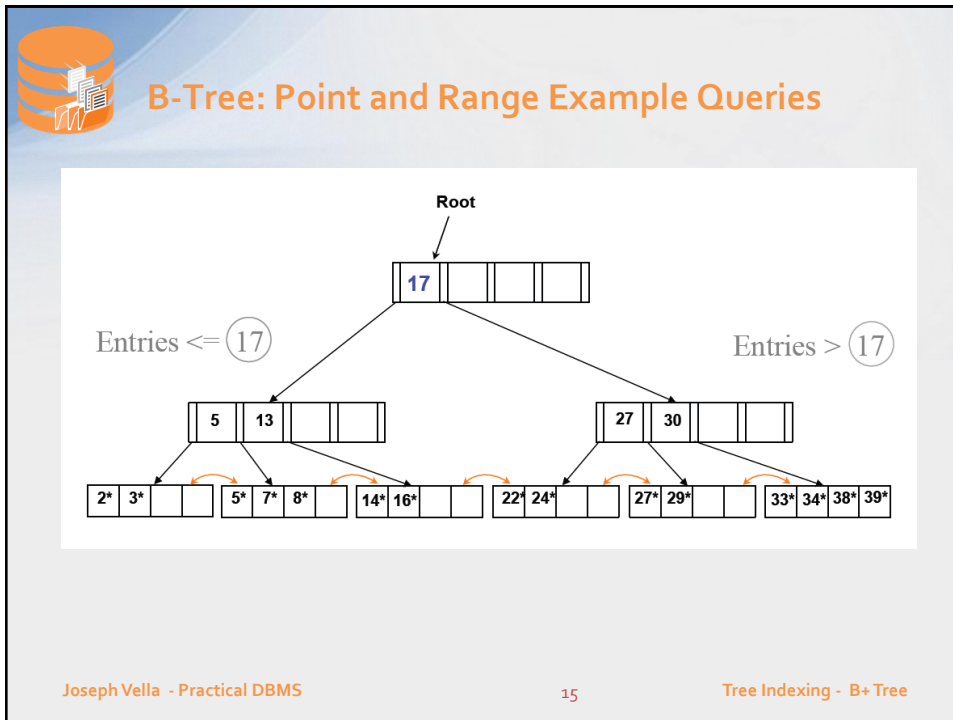 B-Tree: Point and Range Example Queries
Root
17
Entries <= 17
Entries > 17
5 13
27 30
2* 3* 5* 7* 8* 14* 16* 22* 24* 27* 29* 33* 34* 38* 39*
Joseph Vella - Practical DBMS 15 Tree Indexing - B+ Tree